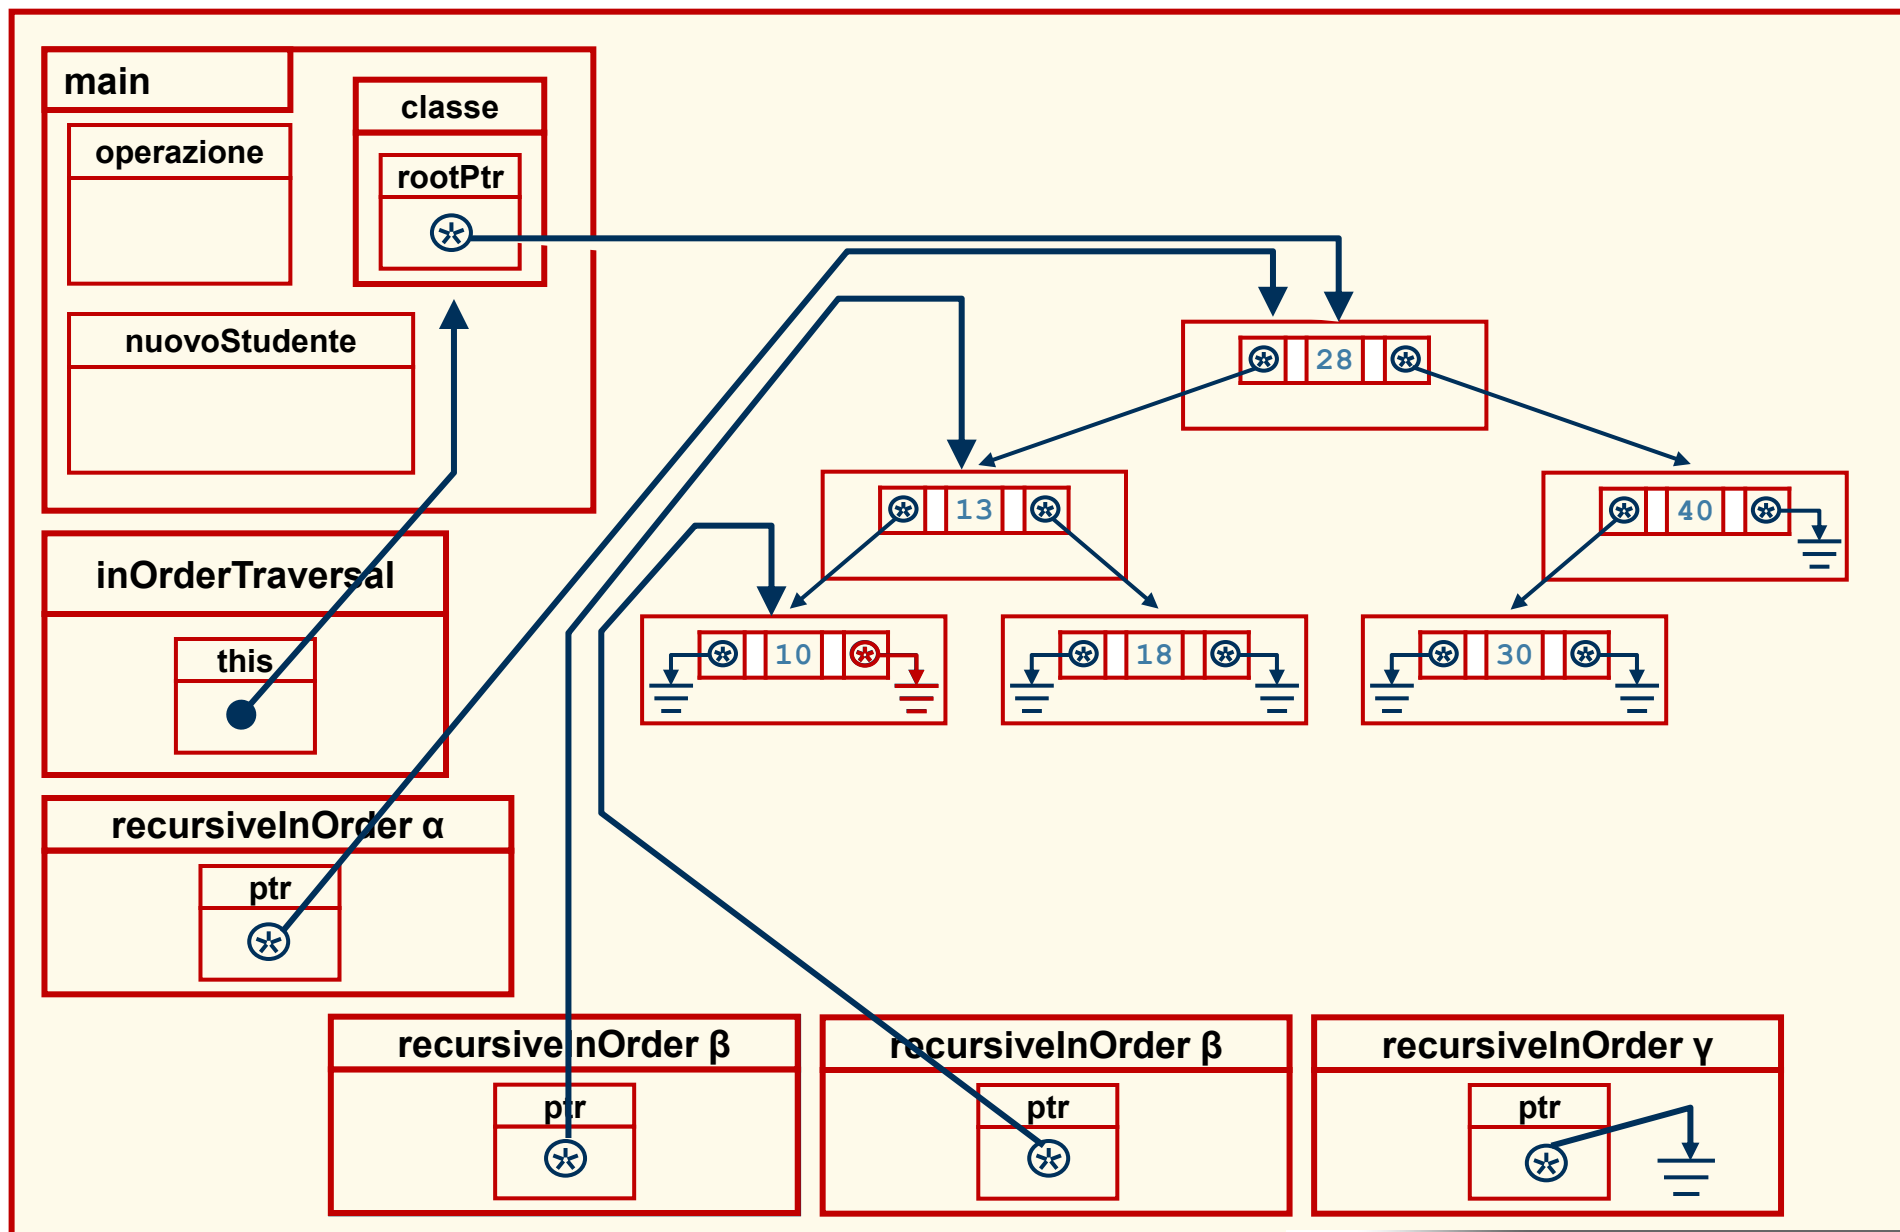 main
classe
operazione
rootPtr
nuovoStudente
28
13
40
inOrderTraversal
this
10
18
30
recursiveInOrder α
ptr
recursiveInOrder β
recursiveInOrder β
recursiveInOrder γ
ptr
ptr
ptr